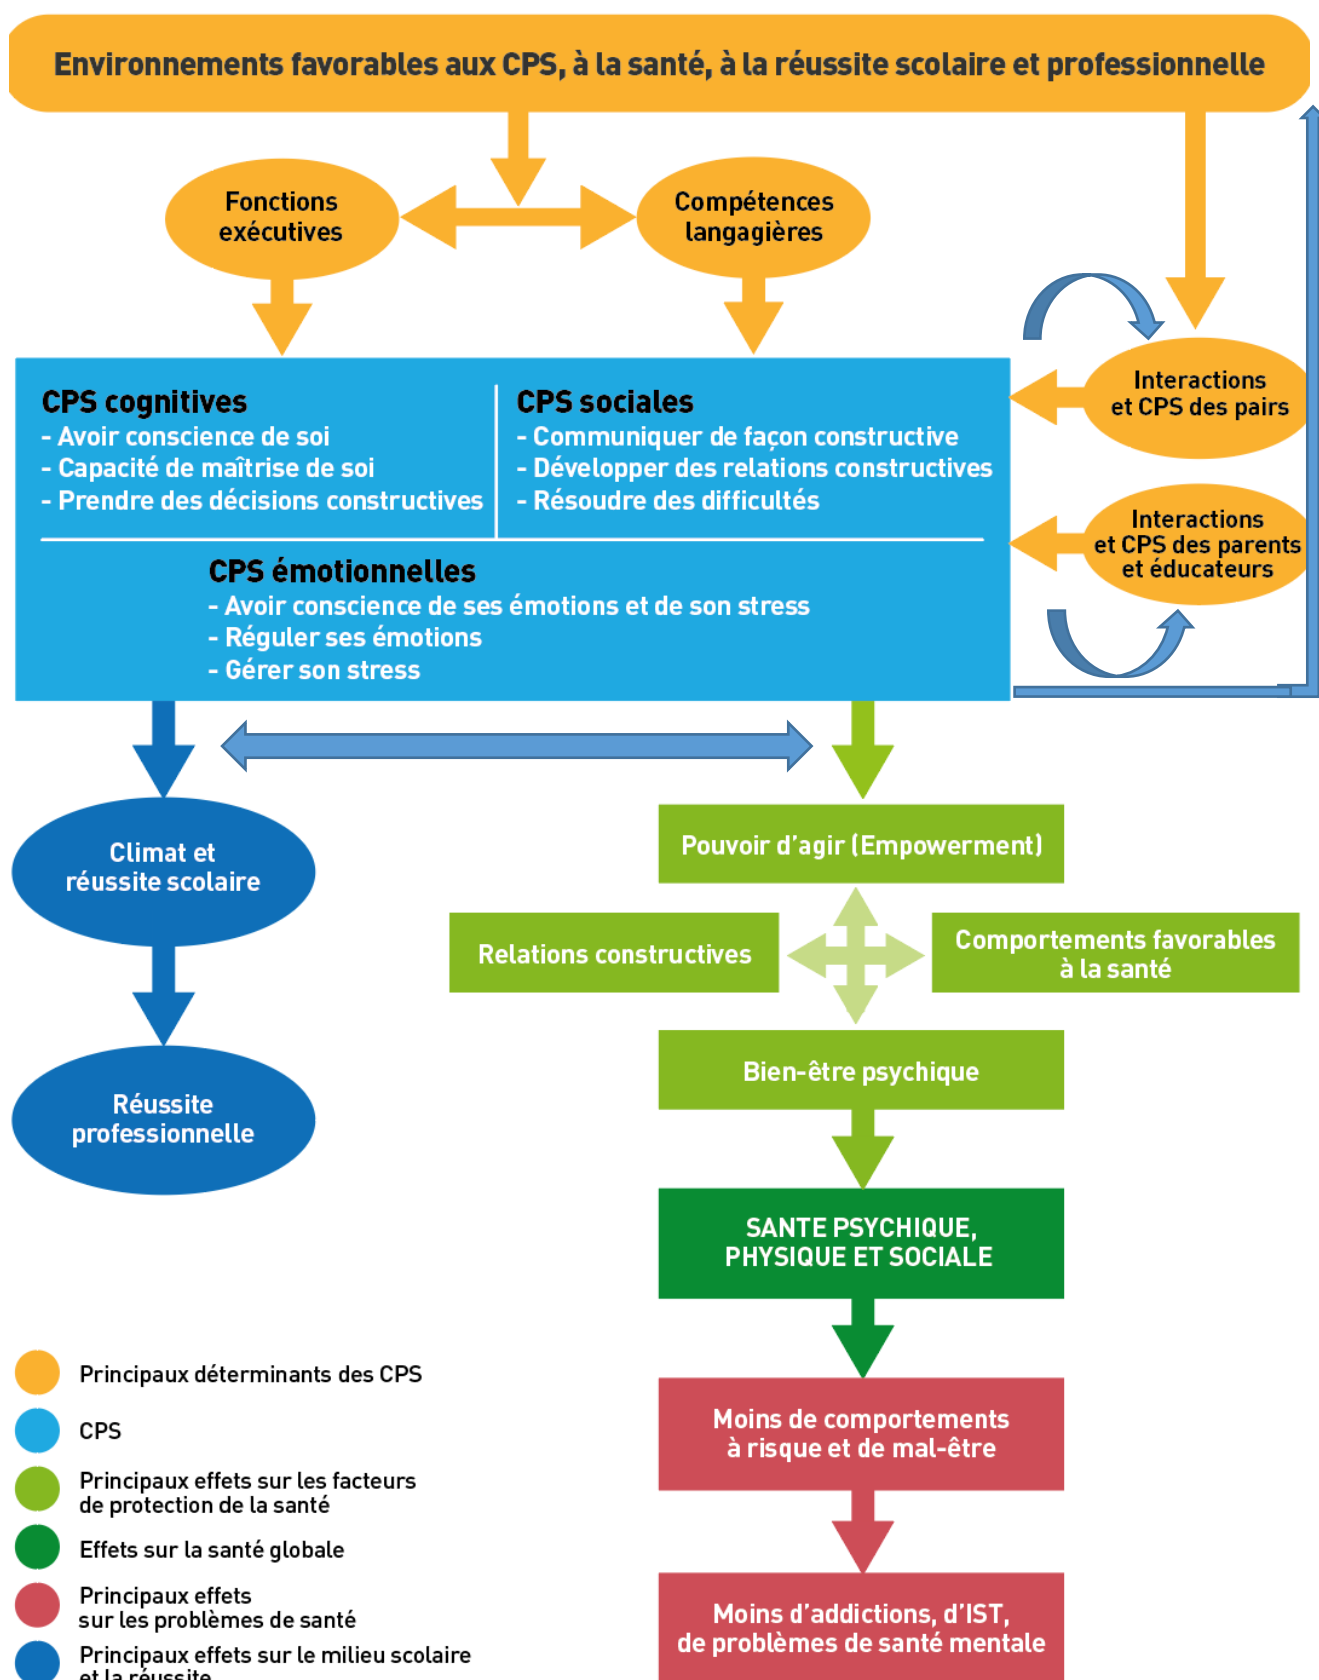 Environnements favorables aux CPS, à la santé, à la réussite scolaire et professionnelle
Fonctions
exécutives
Compétences
langagières
CPS cognitives
- Avoir conscience de soi
- Capacité de maîtrise de soi
- Prendre des décisions constructives
CPS sociales
- Communiquer de façon constructive
- Développer des relations constructives
- Résoudre des difficultés
CPS émotionnelles
- Avoir conscience de ses émotions et de son stress
- Réguler ses émotions
- Gérer son stress
Interactions
et CPS des pairs
Interactions
et CPS des parents
et éducateurs
Climat et
réussite scolaire
Réussite
professionnelle
Pouvoir d'agir (Empowerment)
Relations constructives
Comportements favorables
à la santé
Bien-être psychique
SANTE PSYCHIQUE,
PHYSIQUE ET SOCIALE
Moins de comportements
à risque et de mal-être
Moins d'addictions, d'IST,
de problèmes de santé mentale
Principaux déterminants des CPS
CPS
Principaux effets sur les facteurs
de protection de la santé
Effets sur la santé globale
Principaux effets
sur les problèmes de santé
Principaux effets sur le milieu scolaire
et la réussite